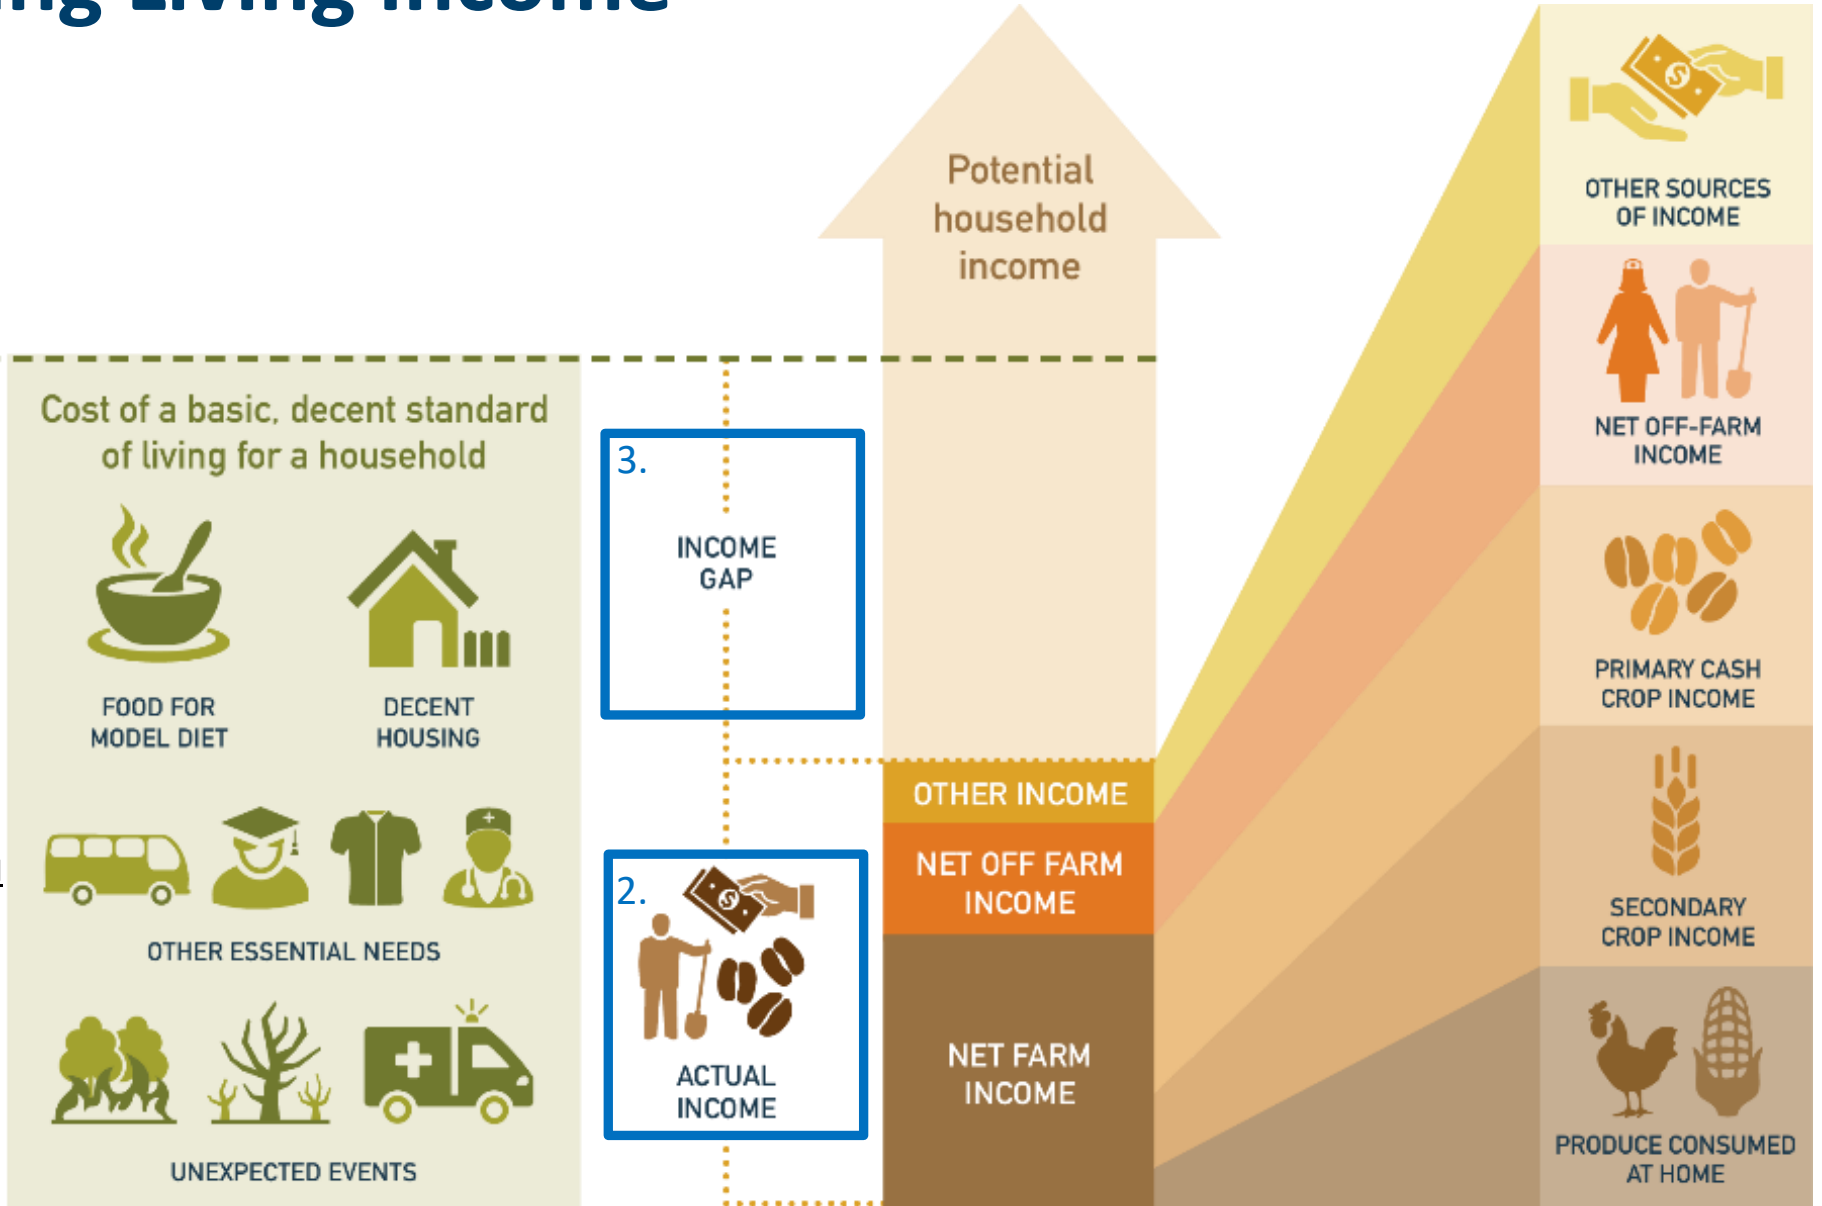 Living Income
Potential
household
income
Cost of a basic, decent standard
of living for a household
FOOD FOR
MODEL DIET
DECENT
HOUSING
OTHER ESSENTIAL NEEDS
UNEXPECTED EVENTS
3.
INCOME
GAP
2.
ACTUAL
INCOME
OTHER INCOME
NET OFF FARM
INCOME
NET FARM
INCOME
OTHER SOURCES
OF INCOME
NET OFF-FARM
INCOME
PRIMARY CASH
CROP INCOME
SECONDARY
CROP INCOME
PRODUCE CONSUMED
AT HOME